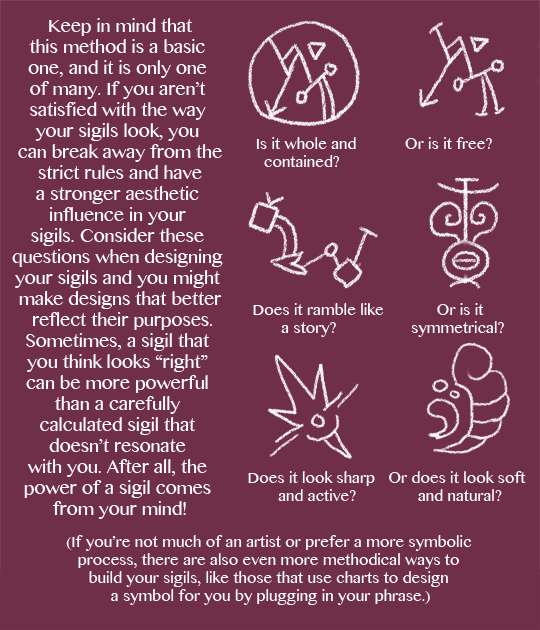 Keep in mind that
this method is a basic
one, and it is only one
of many. If you aren't
satisfied with the way
your sigils look, you
can break away from the
strict rules and have
a stronger aesthetic
influence in your
sigils. Consider these
questions when designing
your sigils and you might
make designs that better
reflect their purposes.
Sometimes, a sigil that
you think looks “right”
can be more powerful
than a carefully
calculated sigil that
doesn't resonate
with you. After all, the
power of a sigil comes
from your mind!
Is it whole and
contained?
Or is it free?
Does it ramble like
a story?
Or is it
symmetrical?
Does it look sharp
and active?
Or does it look soft
and natural?
(If you're not much of an artist or prefer a more symbolic
process, there are also even more methodical ways to
build your sigils, like those that use charts to design
a symbol for you by plugging in your phrase.)